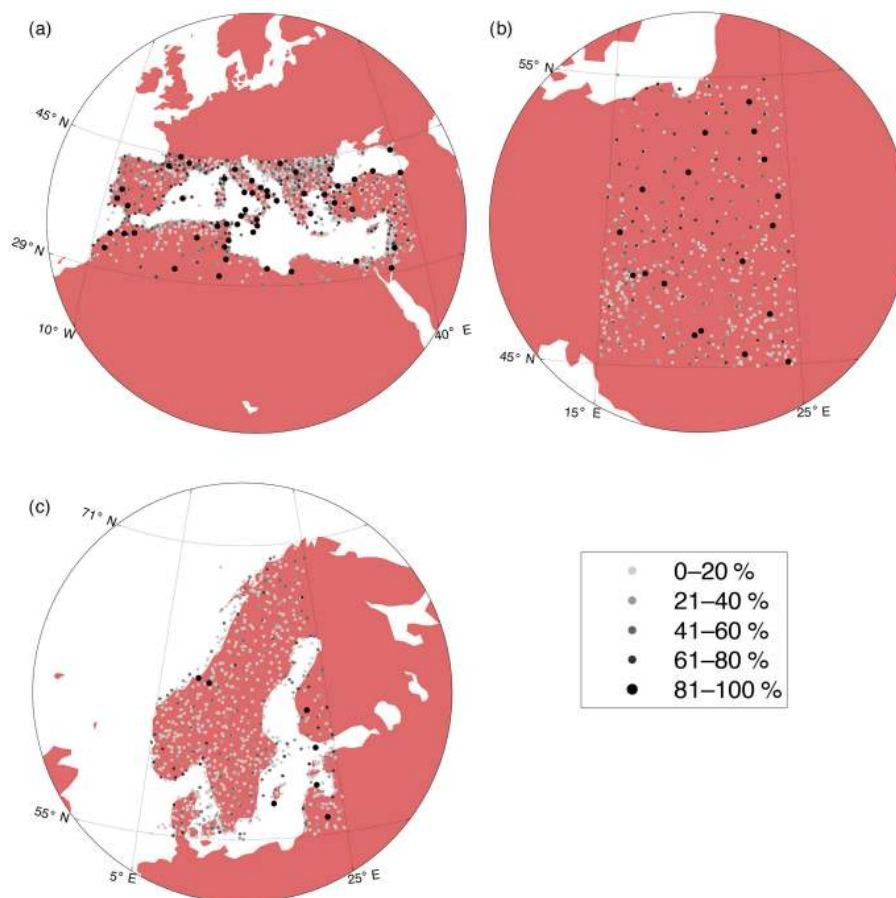 (a)
45° N
29° N
10° W
40° E
(b)
55° N
45° N
15° E
25° E
(c)
71° N
55° N
5° E
25° E
0–20 %
21–40 %
41–60 %
61–80 %
81–100 %